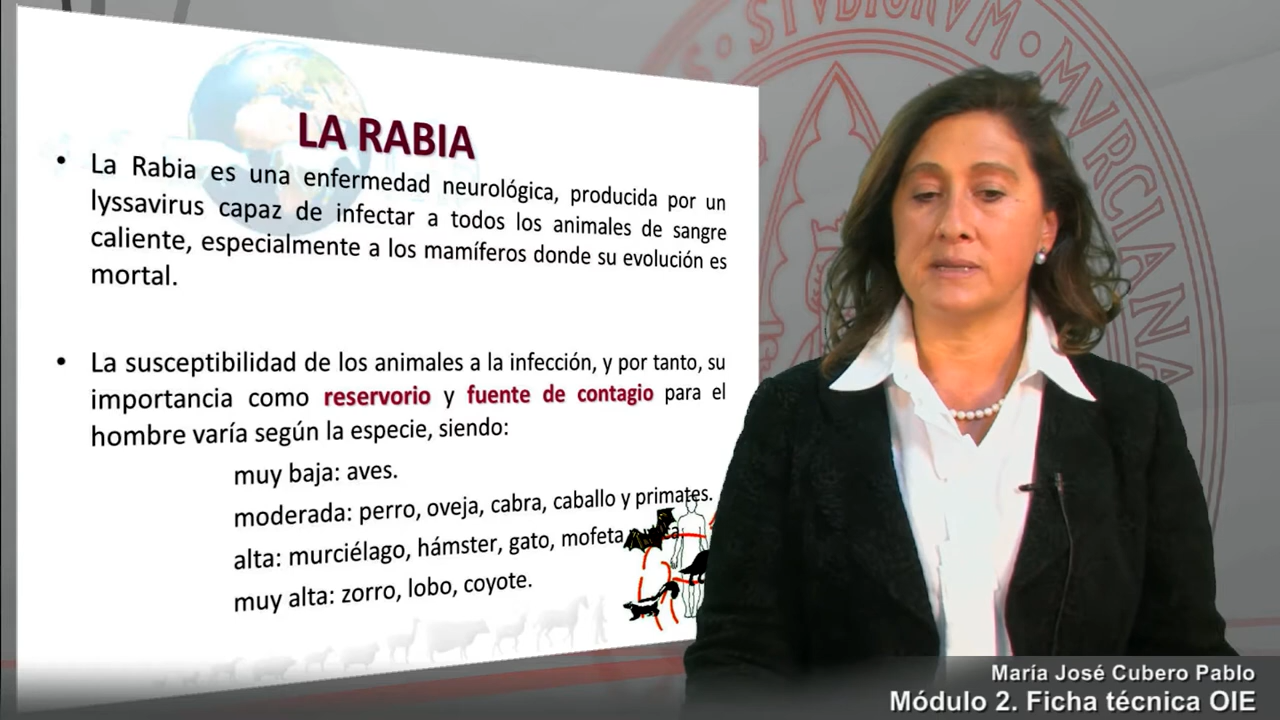 STVDIORVM
MVRCIANA
LA RABIA
• La Rabia es una enfermedad neurológica, producida por un
lyssavirus capaz de infectar a todos los animales de sangre
caliente, especialmente a los mamíferos donde su evolución es
mortal.
• La susceptibilidad de los animales a la infección, y por tanto, su
importancia como reservorio y fuente de contagio para el
hombre varía según la especie, siendo:
muy baja: aves.
moderada: perro, oveja, cabra, caballo y primates.
alta: murciélago, hámster, gato, mofeta
muy alta: zorro, lobo, coyote.
María José Cubero Pablo
Módulo 2. Ficha técnica OIE